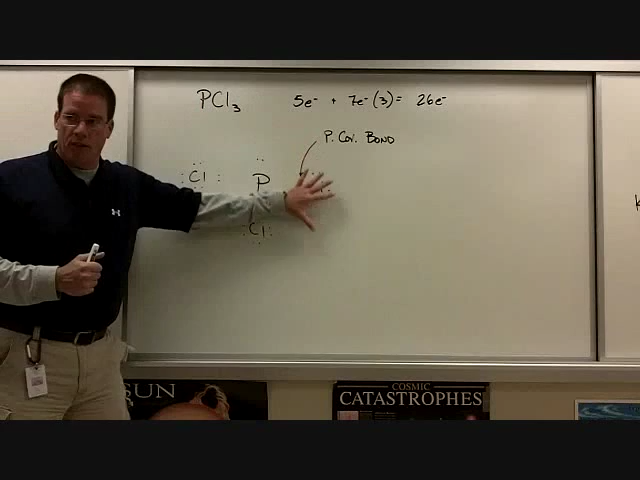 PCl₃ 5e⁻ + 7e⁻(3) = 26e⁻
P. Cov. BOND
Cl P
Cl
SUN
COSMIC
CATASTROPHES